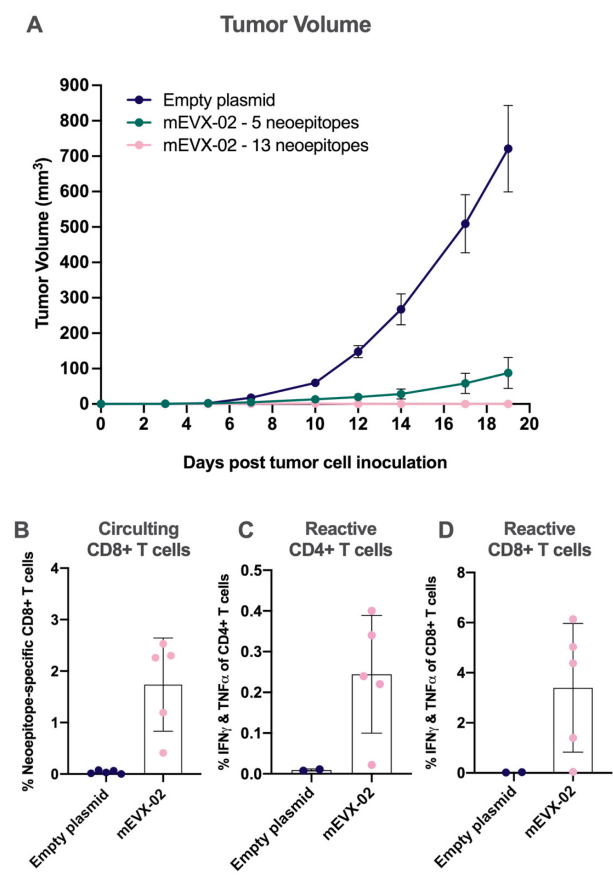 A
Tumor Volume
Tumor Volume (mm³)
900
800
700
600
500
400
300
200
100
0
Empty plasmid
mEVX-02 - 5 neoepitopes
mEVX-02 - 13 neoepitopes
0 2 4 6 8 10 12 14 16 18 20
Days post tumor cell inoculation
B
Circulting
CD8+ T cells
% Neoepitope-specific CD8+ T cells
4
3
2
1
0
Empty plasmid
mEVX-02
C
Reactive
CD4+ T cells
% IFNγ & TNFα of CD4+ T cells
0.5
0.4
0.3
0.2
0.1
0.0
Empty plasmid
mEVX-02
D
Reactive
CD8+ T cells
% IFNγ & TNFα of CD8+ T cells
8
6
4
2
0
Empty plasmid
mEVX-02